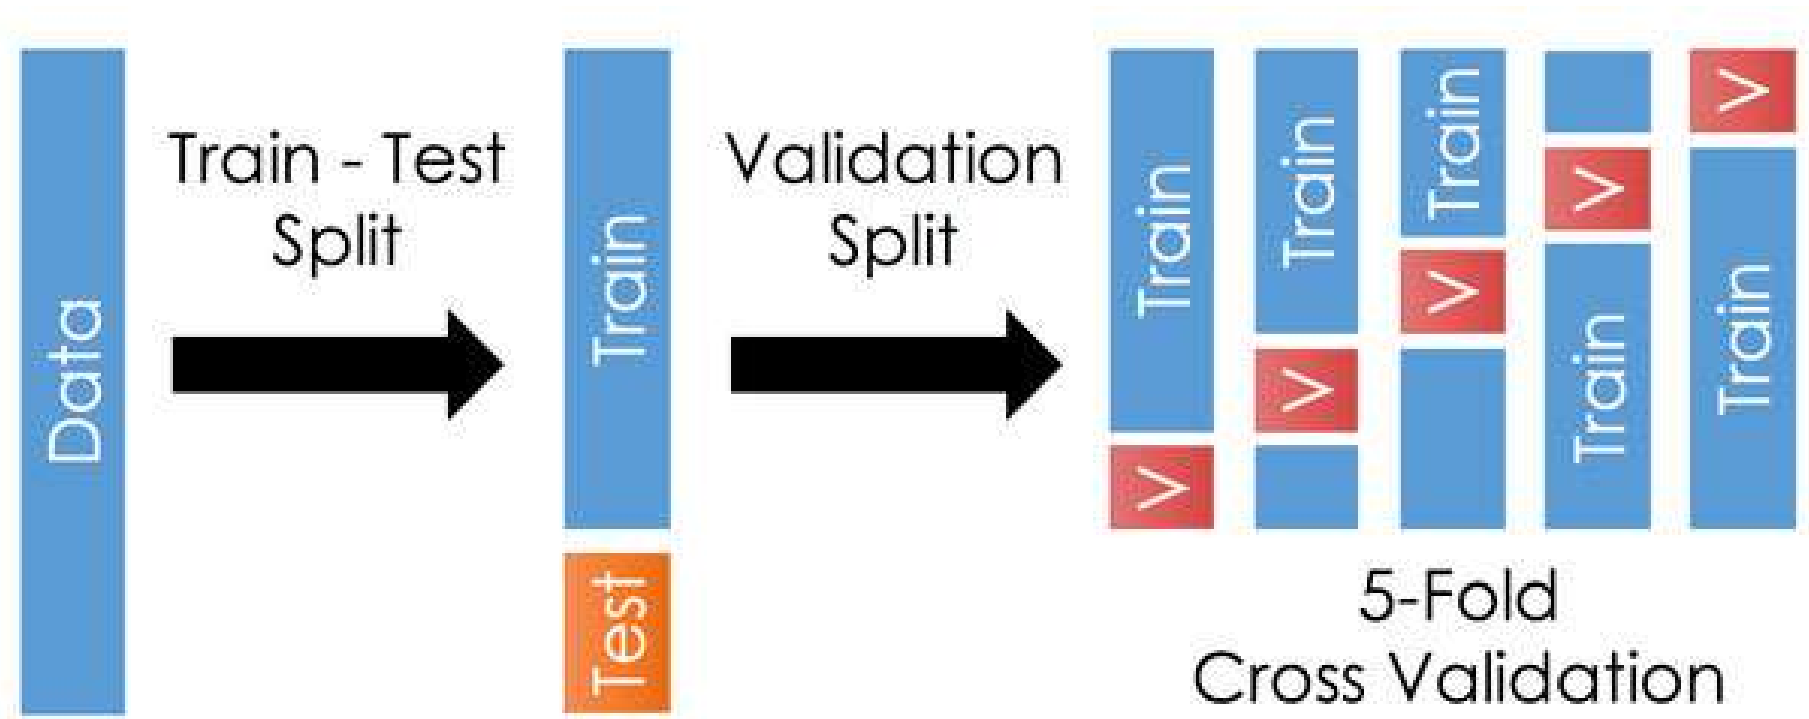 Data
Train - Test
Split
Train
Test
Validation
Split
Train
V
Train
V
Train
V
V
Train
V
Train
5-Fold
Cross Validation